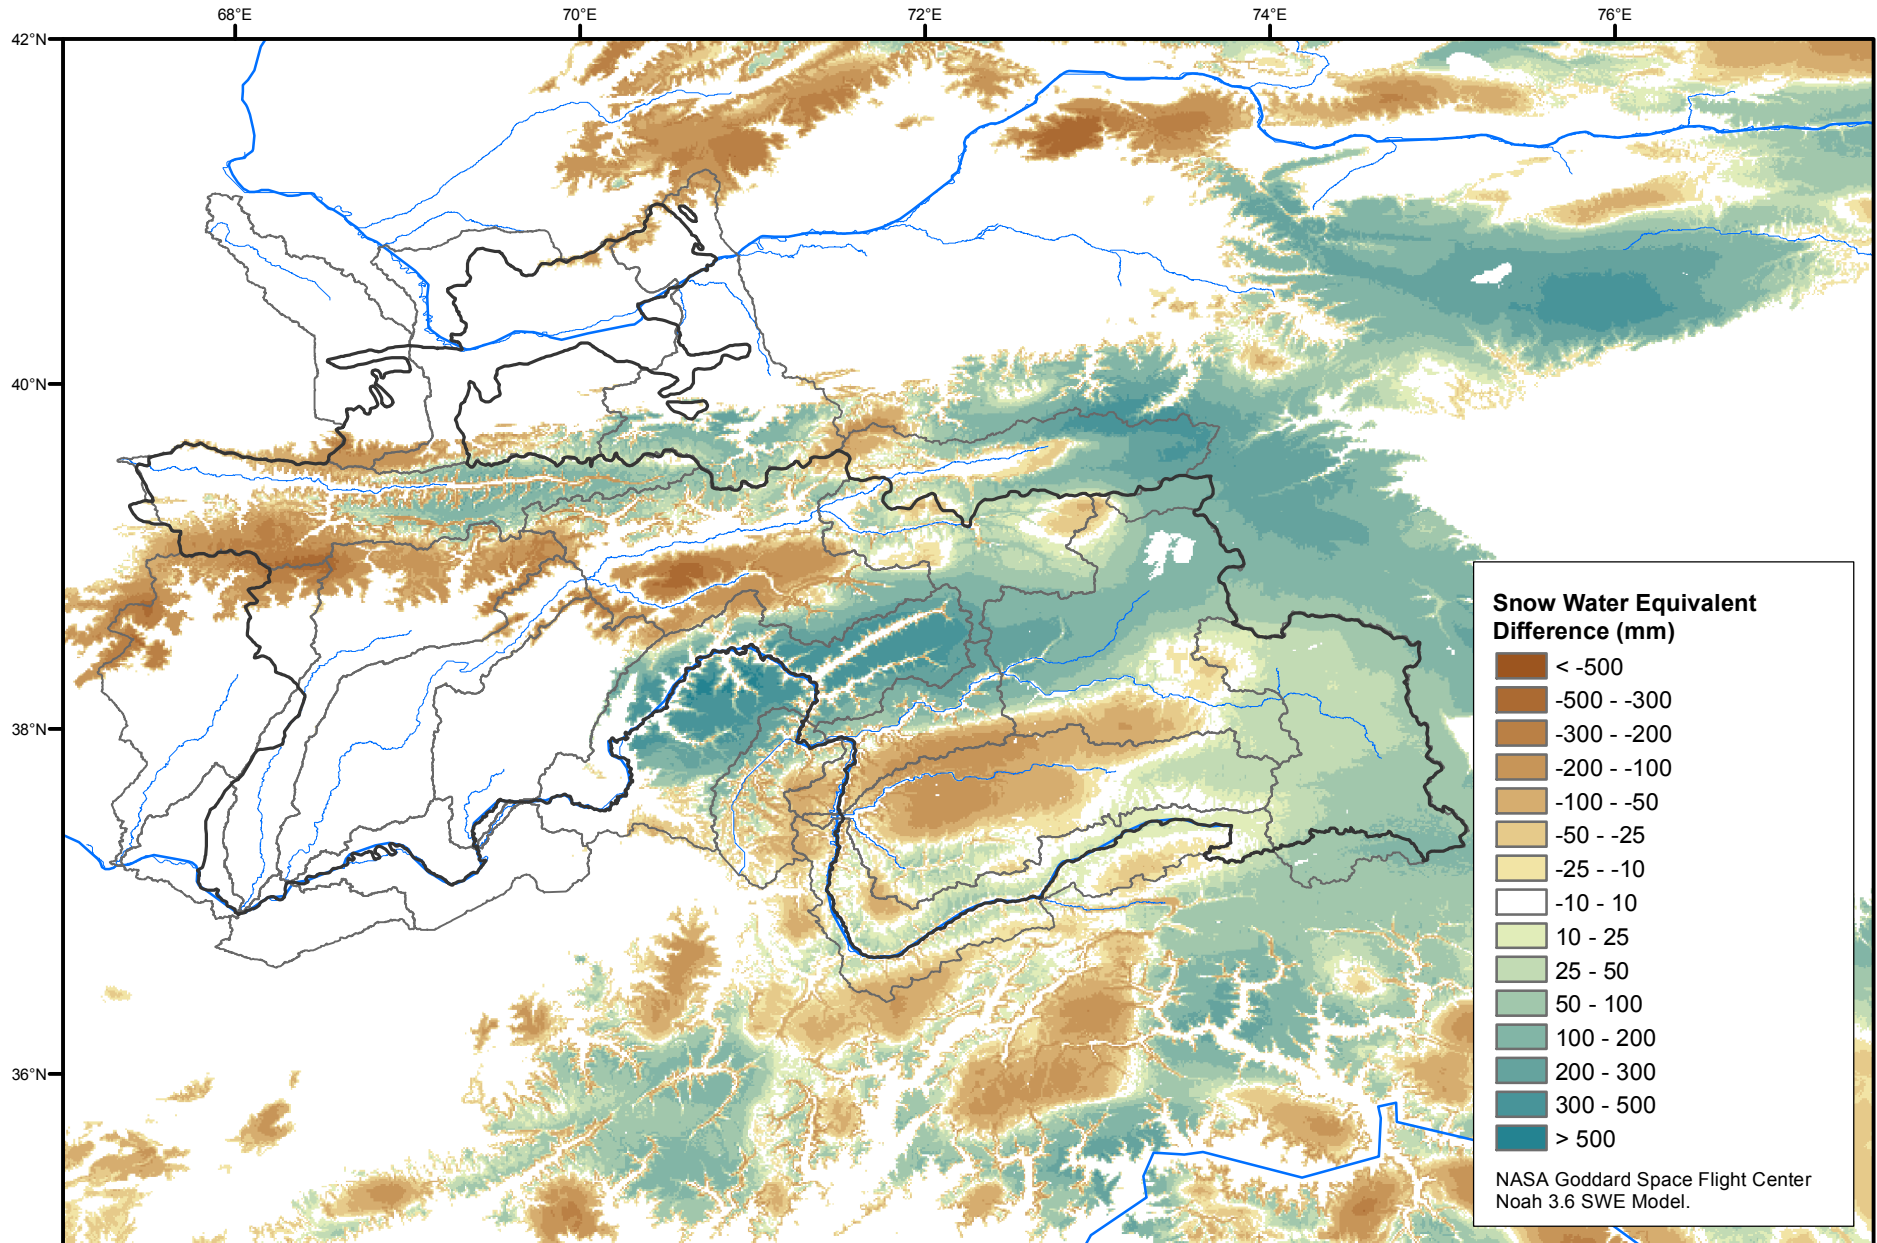 68°E 70°E 72°E 74°E 76°E
42°N
40°N
38°N
36°N
Snow Water Equivalent
Difference (mm)
< -500
-500 - -300
-300 - -200
-200 - -100
-100 - -50
-50 - -25
-25 - -10
-10 - 10
10 - 25
25 - 50
50 - 100
100 - 200
200 - 300
300 - 500
> 500
NASA Goddard Space Flight Center
Noah 3.6 SWE Model.